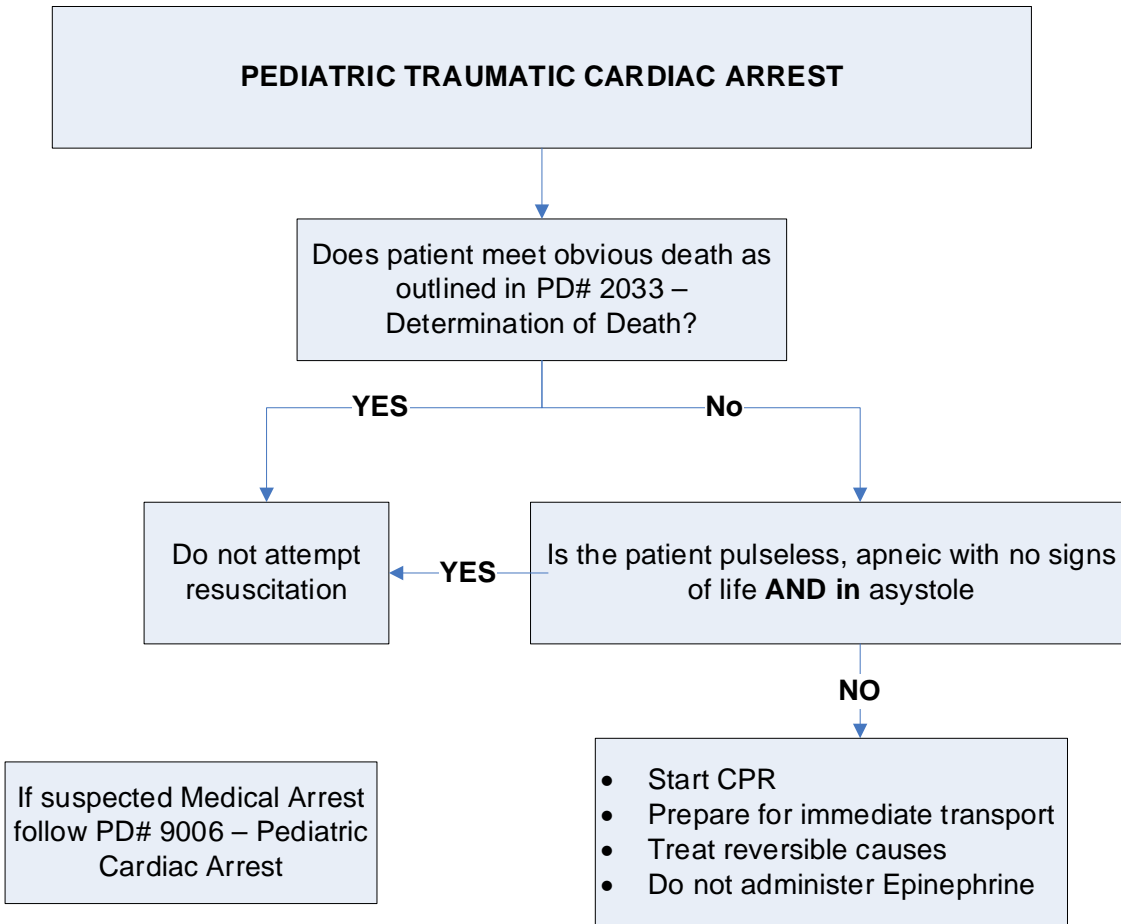 PEDIATRIC TRAUMATIC CARDIAC ARREST
Does patient meet obvious death as
outlined in PD# 2033 –
Determination of Death?
YES
No
Do not attempt
resuscitation
YES
Is the patient pulseless, apneic with no signs
of life AND in asystole
NO
If suspected Medical Arrest
follow PD# 9006 – Pediatric
Cardiac Arrest
• Start CPR
• Prepare for immediate transport
• Treat reversible causes
• Do not administer Epinephrine